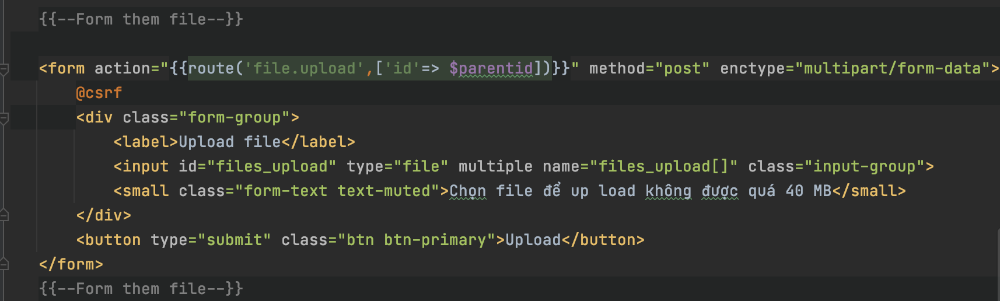 {{--Form them file--}}
<form action="{{route('file.upload',['id'=> $parentid])}}" method="post" enctype="multipart/form-data">
@csrf
<div class="form-group">
<label>Upload file</label>
<input id="files_upload" type="file" multiple name="files_upload[]" class="input-group">
<small class="form-text text-muted">Chọn file để up load không được quá 40 MB</small>
</div>
<button type="submit" class="btn btn-primary">Upload</button>
</form>
{{--Form them file--}}